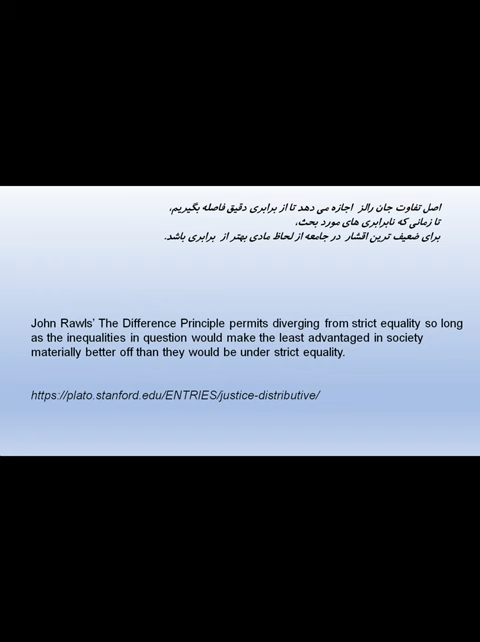 اصل تفاوت جان رالز اجازه می دهد تا از برابری دقیق فاصله بگیریم،
تا زمانی که نابرابری های مورد بحث،
برای ضعیف ترین اقشار در جامعه از لحاظ مادی بهتر از برابری باشد.
John Rawls' The Difference Principle permits diverging from strict equality so long
as the inequalities in question would make the least advantaged in society
materially better off than they would be under strict equality.
https://plato.stanford.edu/ENTRIES/justice-distributive/